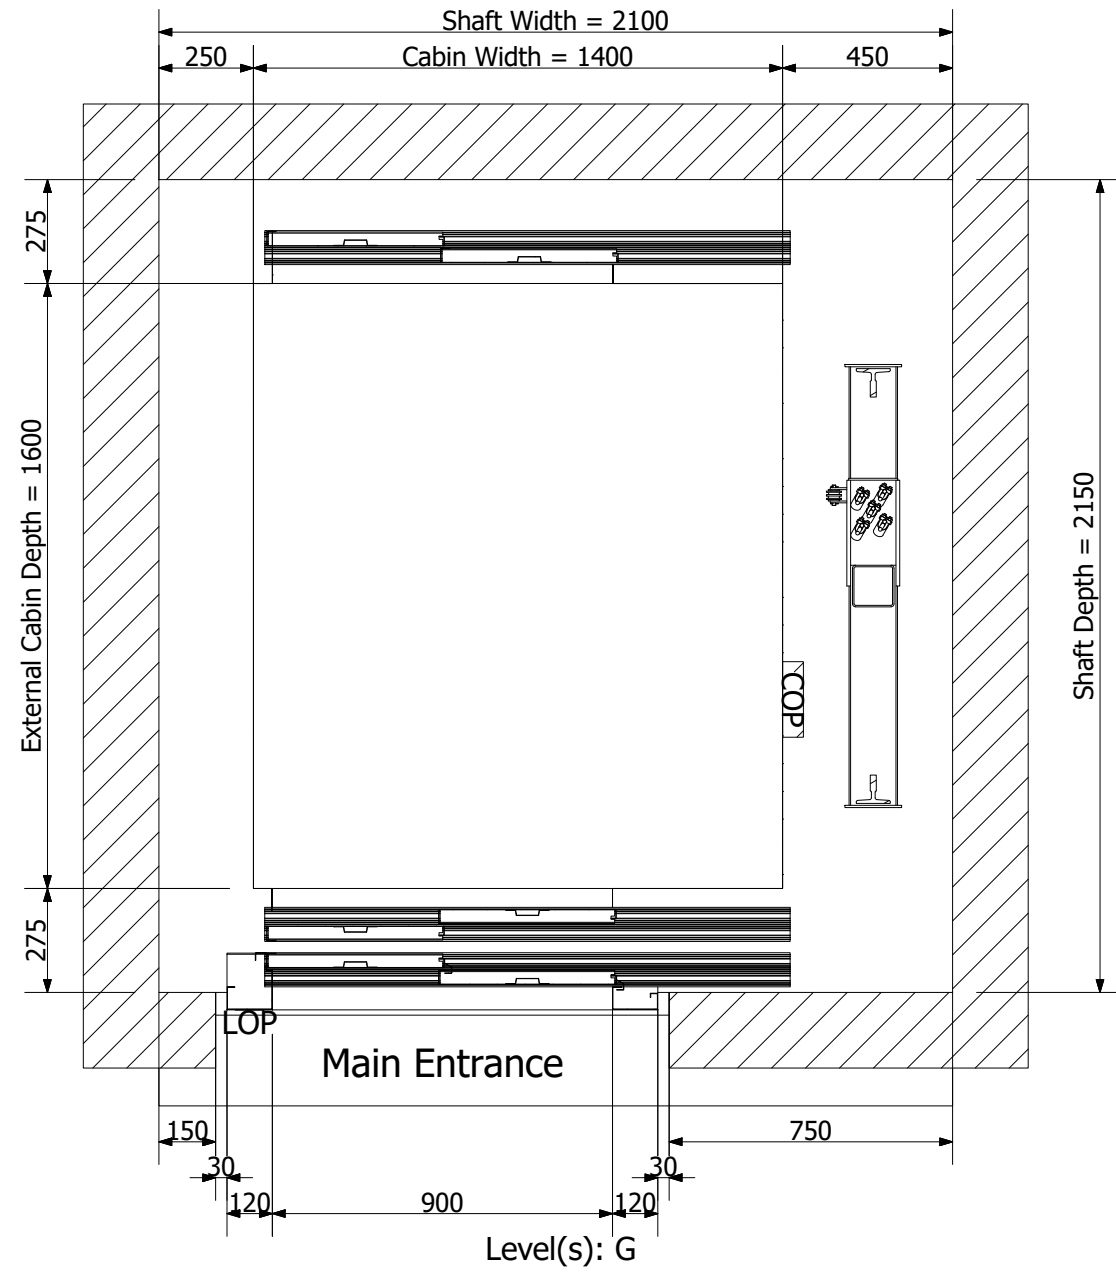 Shaft Width = 2100
250
Cabin Width = 1400
450
275
External Cabin Depth = 1600
Shaft Depth = 2150
COP
275
LOP
Main Entrance
150
750
30
30
120
900
120
Level(s): G